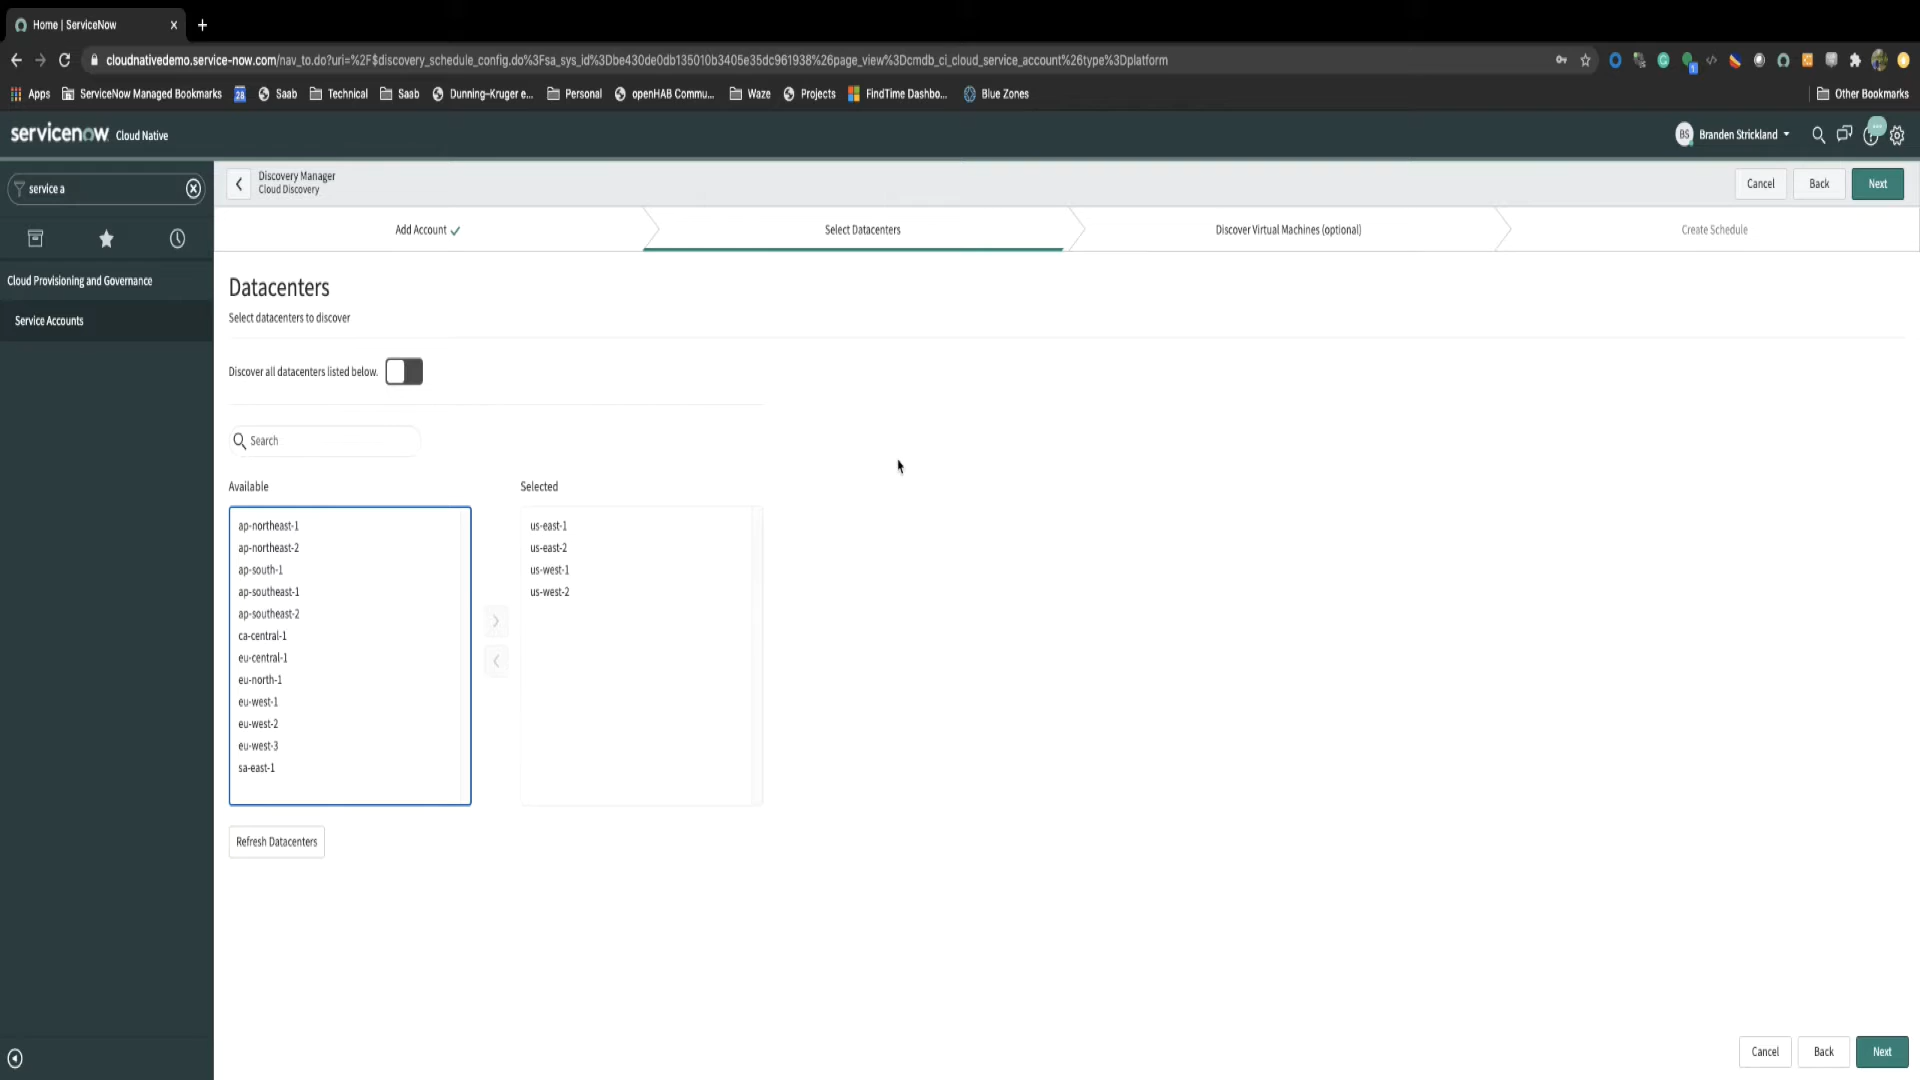 Home | ServiceNow
cloudnativedemo.service-now.com/nav_to.do?uri=%2F$discovery_schedule_config.do%3Fsa_sys_id%3Dbe430de0db135010b3405e35dc961938%26page_view%3Dcmdb_ci_cloud_service_account%26type%3Dplatform
Apps ServiceNow Managed Bookmarks 28 Saab Technical Saab Dunning-Kruger e... Personal openHAB Commu... Waze Projects FindTime Dashbo... Blue Zones Other Bookmarks
servicenow Cloud Native BS Branden Strickland
service a
Cloud Provisioning and Governance
Service Accounts
Discovery Manager
Cloud Discovery
Cancel Back Next
Add Account Select Datacenters Discover Virtual Machines (optional) Create Schedule
Datacenters
Select datacenters to discover
Discover all datacenters listed below.
Search
Available
ap-northeast-1
ap-northeast-2
ap-south-1
ap-southeast-1
ap-southeast-2
ca-central-1
eu-central-1
eu-north-1
eu-west-1
eu-west-2
eu-west-3
sa-east-1
Selected
us-east-1
us-east-2
us-west-1
us-west-2
Refresh Datacenters
Cancel Back Next